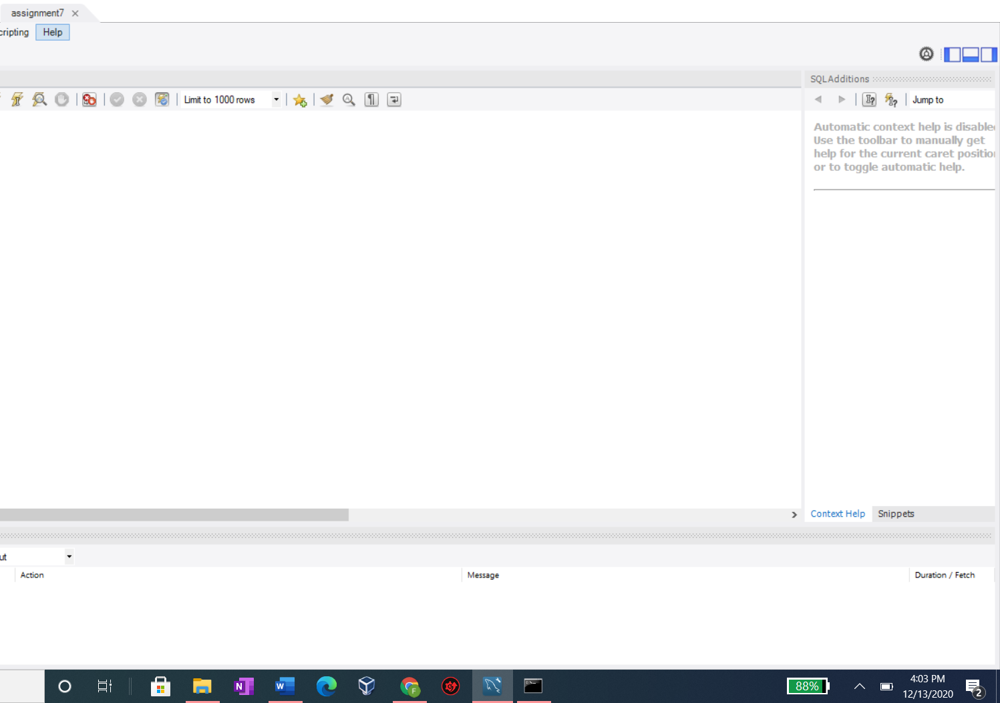 assignment7
cripting Help
SQLAdditions
Limit to 1000 rows
Jump to
Automatic context help is disable
Use the toolbar to manually get
help for the current caret position
or to toggle automatic help.
Context Help Snippets
ut
Action Message Duration / Fetch
88%
4:03 PM
12/13/2020
2